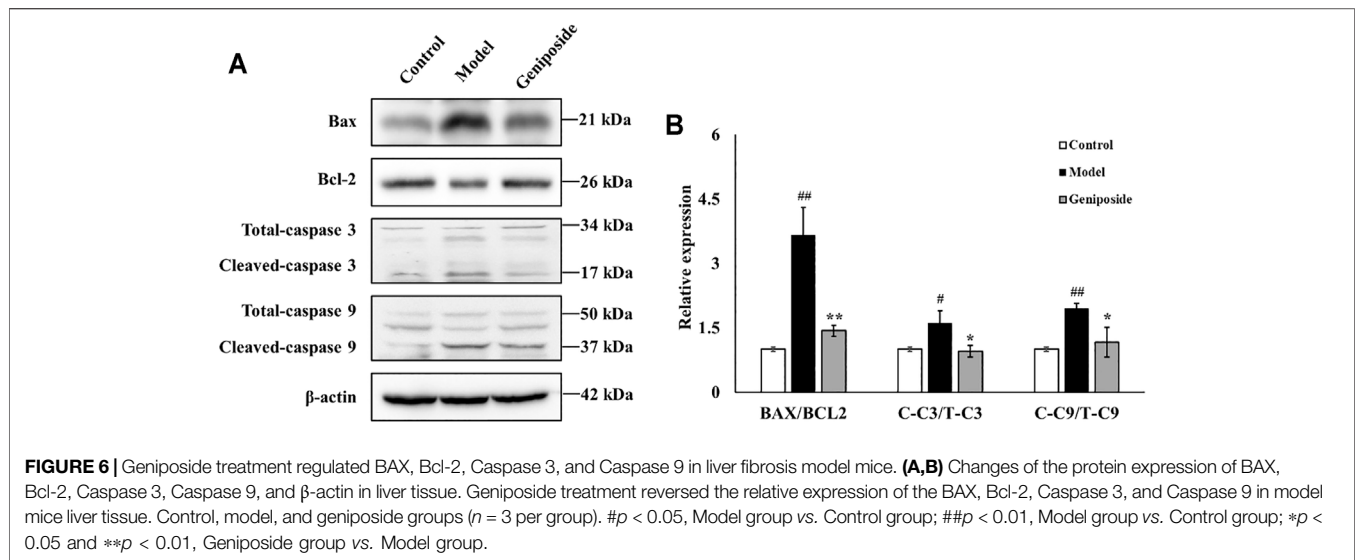 A
Control
Model
Geniposide
Bax
21 kDa
Bcl-2
26 kDa
Total-caspase 3
34 kDa
Cleaved-caspase 3
17 kDa
Total-caspase 9
50 kDa
Cleaved-caspase 9
37 kDa
β-actin
42 kDa
B
Relative expression
6
4.5
3
1.5
0
Control
Model
Geniposide
##
**
#
*
##
*
BAX/BCL2
C-C3/T-C3
C-C9/T-C9
FIGURE 6 | Geniposide treatment regulated BAX, Bcl-2, Caspase 3, and Caspase 9 in liver fibrosis model mice. (A,B) Changes of the protein expression of BAX,
Bcl-2, Caspase 3, Caspase 9, and β-actin in liver tissue. Geniposide treatment reversed the relative expression of the BAX, Bcl-2, Caspase 3, and Caspase 9 in model
mice liver tissue. Control, model, and geniposide groups (n = 3 per group). #p < 0.05, Model group vs. Control group; ##p < 0.01, Model group vs. Control group; *p <
0.05 and **p < 0.01, Geniposide group vs. Model group.